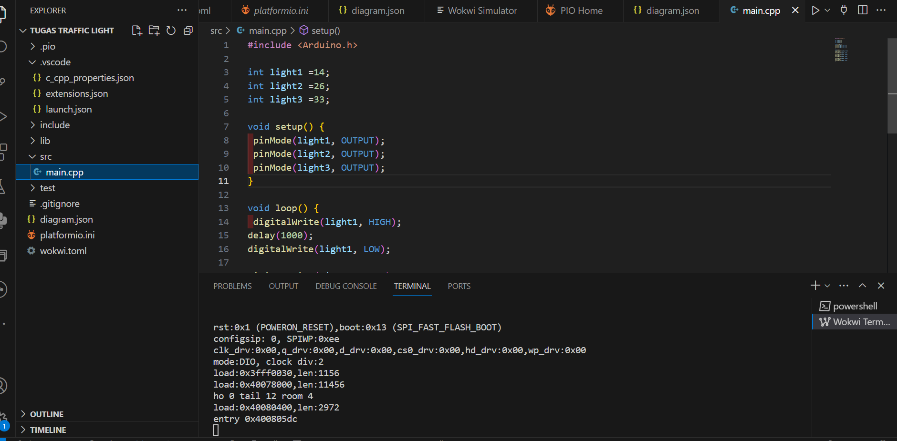 EXPLORER
...
oml
platformio.ini
diagram.json
Wokwi Simulator
PIO Home
diagram.json
main.cpp
TUGAS TRAFFIC LIGHT
.pio
.vscode
c_cpp_properties.json
extensions.json
launch.json
include
lib
src
main.cpp
test
.gitignore
diagram.json
platformio.ini
wokwi.toml
OUTLINE
TIMELINE
1
src > main.cpp > setup()
1 #include <Arduino.h>
2
3 int light1 =14;
4 int light2 =26;
5 int light3 =33;
6
7 void setup() {
8 pinMode(light1, OUTPUT);
9 pinMode(light2, OUTPUT);
10 pinMode(light3, OUTPUT);
11 }
12
13 void loop() {
14 digitalWrite(light1, HIGH);
15 delay(1000);
16 digitalWrite(light1, LOW);
17
PROBLEMS OUTPUT DEBUG CONSOLE TERMINAL PORTS
powershell
Wokwi Term...
rst:0x1 (POWERON_RESET),boot:0x13 (SPI_FAST_FLASH_BOOT)
configsip: 0, SPIWP:0xee
clk_drv:0x00,q_drv:0x00,d_drv:0x00,cs0_drv:0x00,hd_drv:0x00,wp_drv:0x00
mode:DIO, clock div:2
load:0x3fff0030,len:1156
load:0x40078000,len:11456
ho 0 tail 12 room 4
load:0x40080400,len:2972
entry 0x400805dc